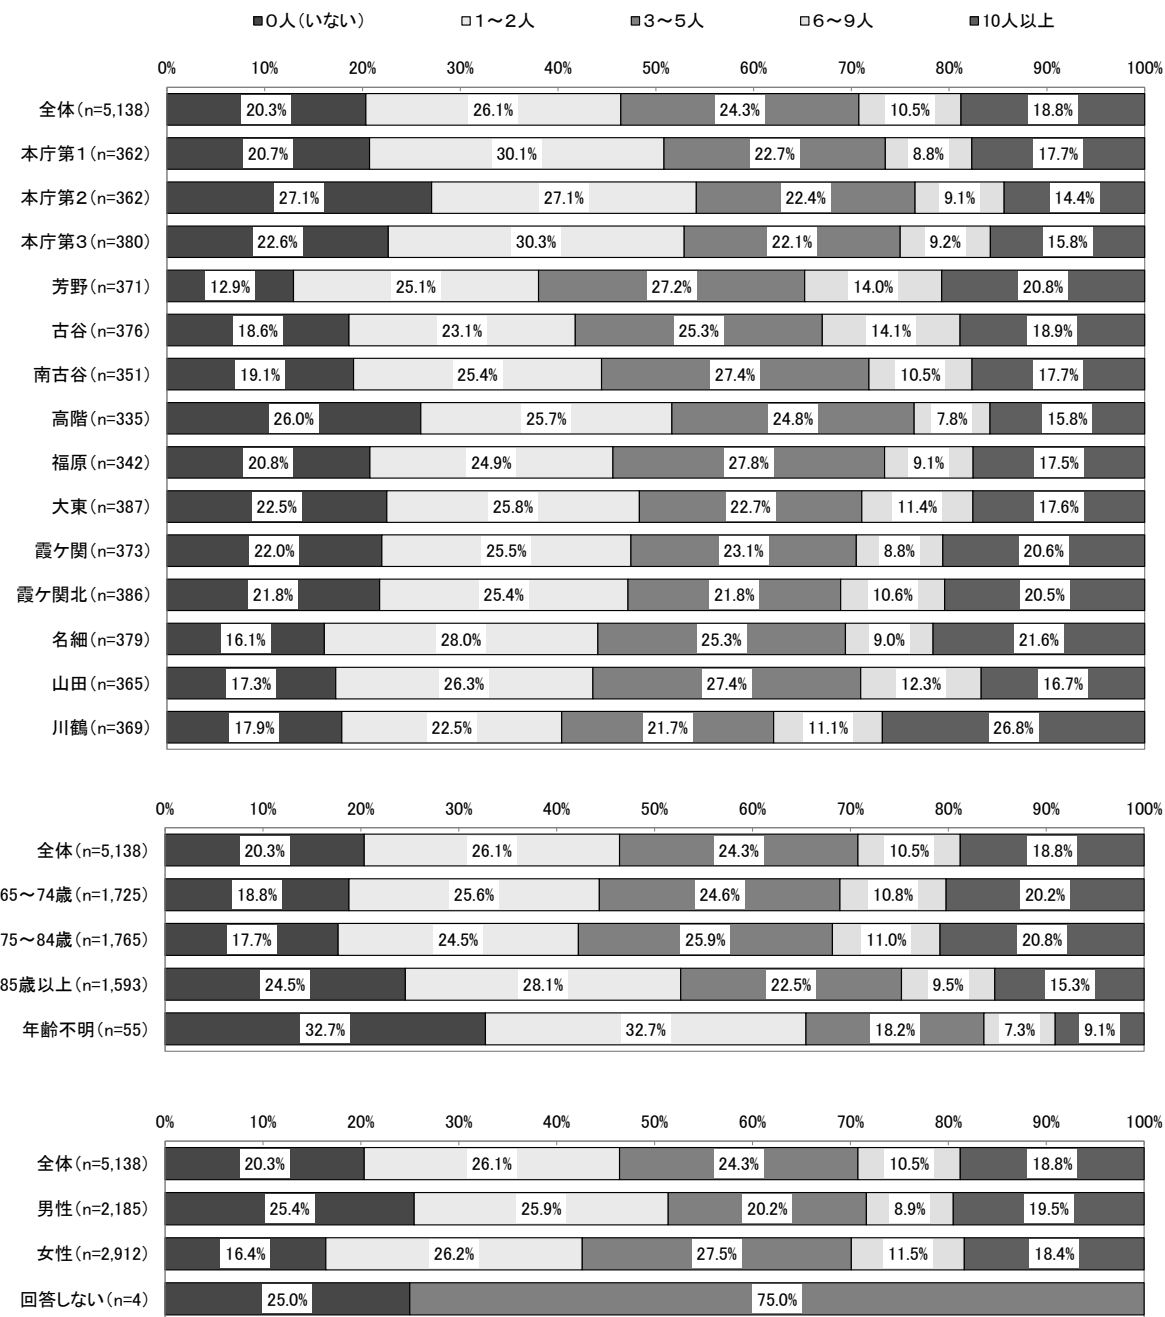 ■0人（いない） □1～2人 ■3～5人 □6～9人 ■10人以上
0% 10% 20% 30% 40% 50% 60% 70% 80% 90% 100%
全体（n=5,138） 20.3% 26.1% 24.3% 10.5% 18.8%
本庁第１（n=362） 20.7% 30.1% 22.7% 8.8% 17.7%
本庁第２（n=362） 27.1% 27.1% 22.4% 9.1% 14.4%
本庁第３（n=380） 22.6% 30.3% 22.1% 9.2% 15.8%
芳野（n=371） 12.9% 25.1% 27.2% 14.0% 20.8%
古谷（n=376） 18.6% 23.1% 25.3% 14.1% 18.9%
南古谷（n=351） 19.1% 25.4% 27.4% 10.5% 17.7%
高階（n=335） 26.0% 25.7% 24.8% 7.8% 15.8%
福原（n=342） 20.8% 24.9% 27.8% 9.1% 17.5%
大東（n=387） 22.5% 25.8% 22.7% 11.4% 17.6%
霞ケ関（n=373） 22.0% 25.5% 23.1% 8.8% 20.6%
霞ケ関北（n=386） 21.8% 25.4% 21.8% 10.6% 20.5%
名細（n=379） 16.1% 28.0% 25.3% 9.0% 21.6%
山田（n=365） 17.3% 26.3% 27.4% 12.3% 16.7%
川鶴（n=369） 17.9% 22.5% 21.7% 11.1% 26.8%
0% 10% 20% 30% 40% 50% 60% 70% 80% 90% 100%
全体（n=5,138） 20.3% 26.1% 24.3% 10.5% 18.8%
65～74歳（n=1,725） 18.8% 25.6% 24.6% 10.8% 20.2%
75～84歳（n=1,765） 17.7% 24.5% 25.9% 11.0% 20.8%
85歳以上（n=1,593） 24.5% 28.1% 22.5% 9.5% 15.3%
年齢不明（n=55） 32.7% 32.7% 18.2% 7.3% 9.1%
0% 10% 20% 30% 40% 50% 60% 70% 80% 90% 100%
全体（n=5,138） 20.3% 26.1% 24.3% 10.5% 18.8%
男性（n=2,185） 25.4% 25.9% 20.2% 8.9% 19.5%
女性（n=2,912） 16.4% 26.2% 27.5% 11.5% 18.4%
回答しない（n=4） 25.0% 75.0%